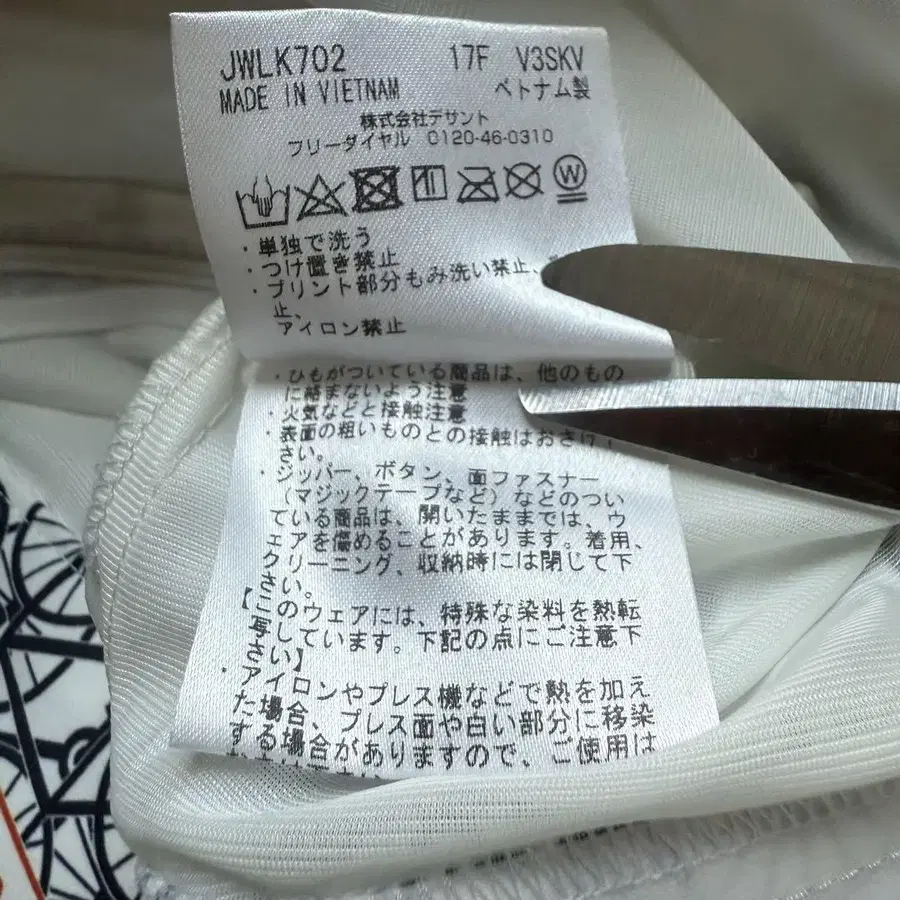 JWLK702 17F V3SKV
MADE IN VIETNAM ベトナム製
株式会社デサント
フリーダイヤル 0120-46-0310
W
・単独で洗う
・つけ置き禁止
・プリント部分もみ洗い禁止、
止、
アイロン禁止
・ひもがついている商品は、他のもの
に絡まないよう注意
・火気などと接触注意
・表面の粗いものとの接触はおさけ下
さい。
・ジッパー、ボタン、面ファスナー
（マジックテープなど）などのつい
ている商品は、開いたままでは、ウ
ェアを傷めることがあります。着用、
クリーニング、収納時には閉じて下
さい。
【このウェアには、特殊な染料を熱転
写しています。下記の点にご注意下
さい】
・アイロンやプレス機などで熱を加え
た場合、プレス面や白い部分に移染
する場合がありますので、ご使用は